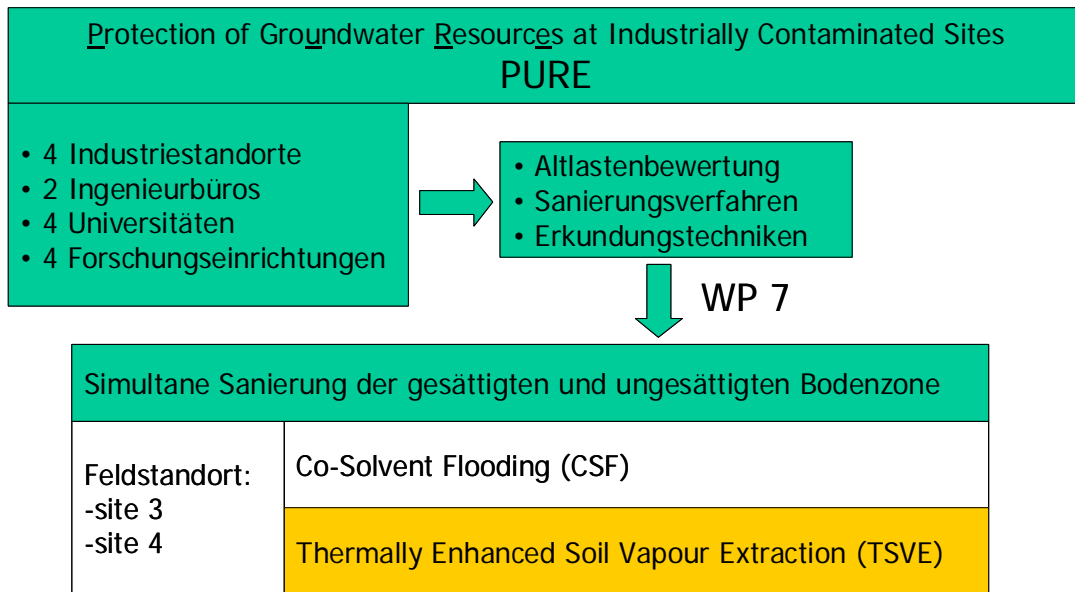 Protection of Groundwater Resources at Industrially Contaminated Sites
PURE
• 4 Industriestandorte
• 2 Ingenieurbüros
• 4 Universitäten
• 4 Forschungseinrichtungen
• Altlastenbewertung
• Sanierungsverfahren
• Erkundungstechniken
WP 7
Simultane Sanierung der gesättigten und ungesättigten Bodenzone
Feldstandort:
-site 3
-site 4
Co-Solvent Flooding (CSF)
Thermally Enhanced Soil Vapour Extraction (TSVE)